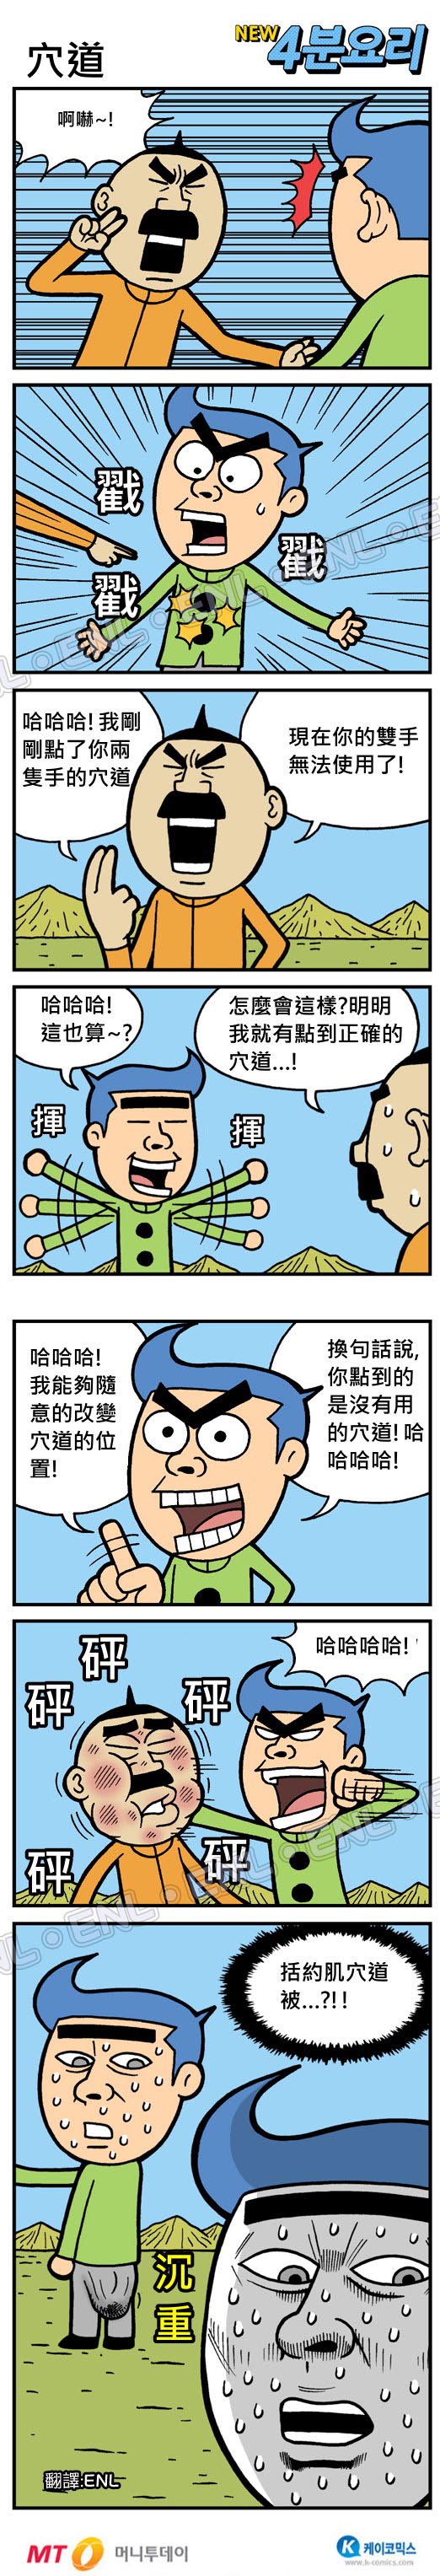 穴道
NEW 4분요리
啊嚇~!
戳
戳
戳
哈哈哈! 我剛
剛點了你兩
隻手的穴道
現在你的雙手
無法使用了!
哈哈哈!
這也算~?
怎麼會這樣?明明
我就有點到正確的
穴道...!
揮
揮
哈哈哈!
我能夠隨
意的改變
穴道的位
置!
換句話說,
你點到的
是沒有用
的穴道! 哈
哈哈哈!
哈哈哈哈!
砰
砰
砰
砰
砰
括約肌穴道
被...?!!
沉
重
翻譯:ENL
MT 머니투데이
케이코믹스
www.k-comics.com
ENL